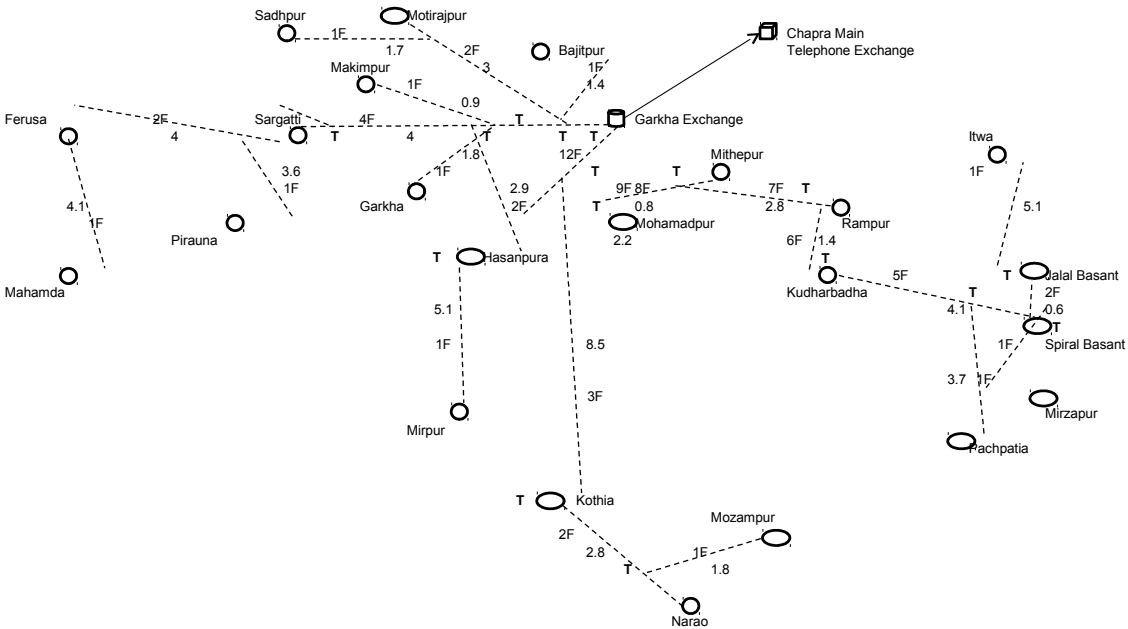 Sadhpur
Motirajpur
1F
1.7
2F
3
Bajitpur
1F
1.4
Chapra Main
Telephone Exchange
Makimpur
1F
0.9
Ferusa
2F
4
Sargatti
T
4F
4
T
T
T
T
Garkha Exchange
12F
T
1.8
1F
Garkha
3.6
1F
2.9
2F
Pirauna
4.1
1F
Mahamda
Mithepur
T
9F
8F
0.8
T
Mohamadpur
2.2
7F
2.8
T
Rampur
6F
1.4
T
Kudharbadha
Itwa
1F
5.1
T
Jalal Basant
2F
0.6
5F
4.1
T
T
Spiral Basant
1F
3.7
1F
Mirzapur
Pachpatia
T
Hasanpura
5.1
1F
Mirpur
8.5
3F
T
Kothia
2F
2.8
T
Mozampur
1F
1.8
Narao